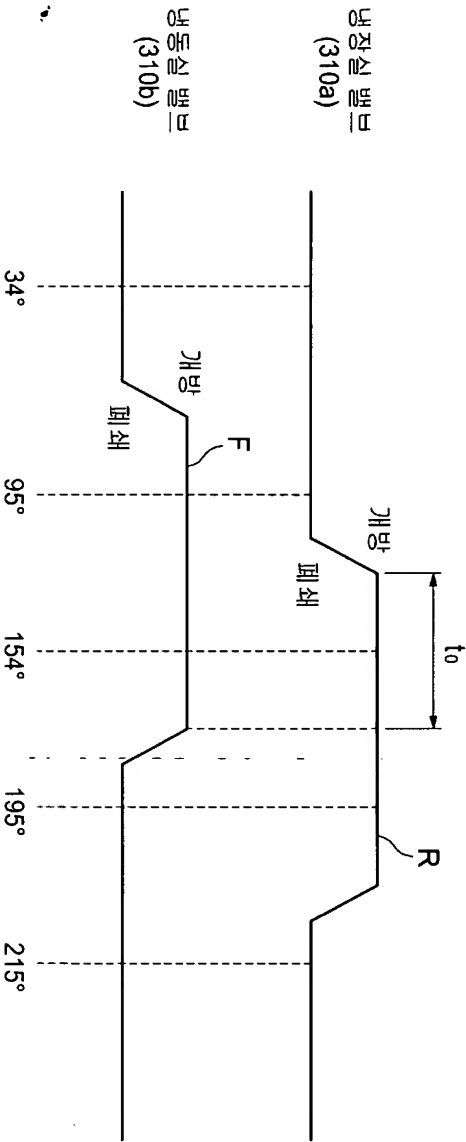 t₀
냉장실 밸브
(310a)
개방
폐쇄
R
냉동실 밸브
(310b)
개방
폐쇄
F
34°
95°
154°
195°
215°